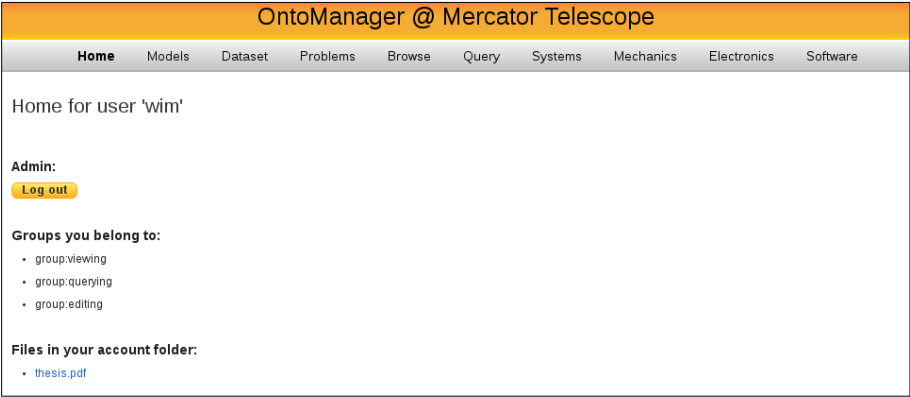 OntoManager @ Mercator Telescope
Home Models Dataset Problems Browse Query Systems Mechanics Electronics Software
Home for user 'wim'
Admin:
Log out
Groups you belong to:
• group:viewing
• group:querying
• group:editing
Files in your account folder:
• thesis.pdf